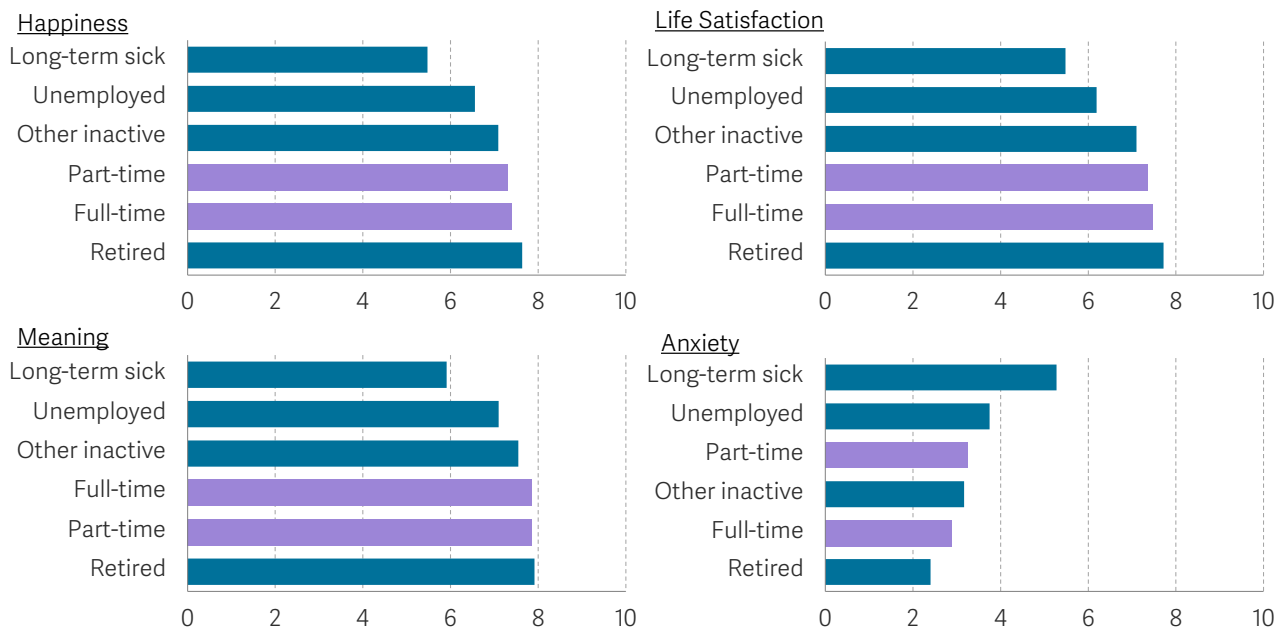 Happiness
Long-term sick
Unemployed
Other inactive
Part-time
Full-time
Retired
0 2 4 6 8 10
Life Satisfaction
Long-term sick
Unemployed
Other inactive
Part-time
Full-time
Retired
0 2 4 6 8 10
Meaning
Long-term sick
Unemployed
Other inactive
Full-time
Part-time
Retired
0 2 4 6 8 10
Anxiety
Long-term sick
Unemployed
Part-time
Other inactive
Full-time
Retired
0 2 4 6 8 10